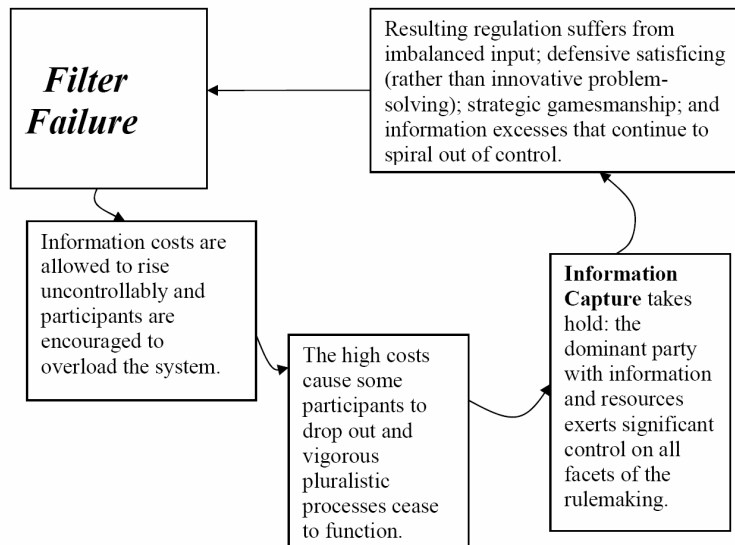 Filter
Failure
Information costs are
allowed to rise
uncontrollably and
participants are
encouraged to
overload the system.
The high costs
cause some
participants to
drop out and
vigorous
pluralistic
processes cease
to function.
Information
Capture takes
hold: the
dominant party
with information
and resources
exerts significant
control on all
facets of the
rulemaking.
Resulting regulation suffers from
imbalanced input; defensive satisficing
(rather than innovative problem-
solving); strategic gamesmanship; and
information excesses that continue to
spiral out of control.